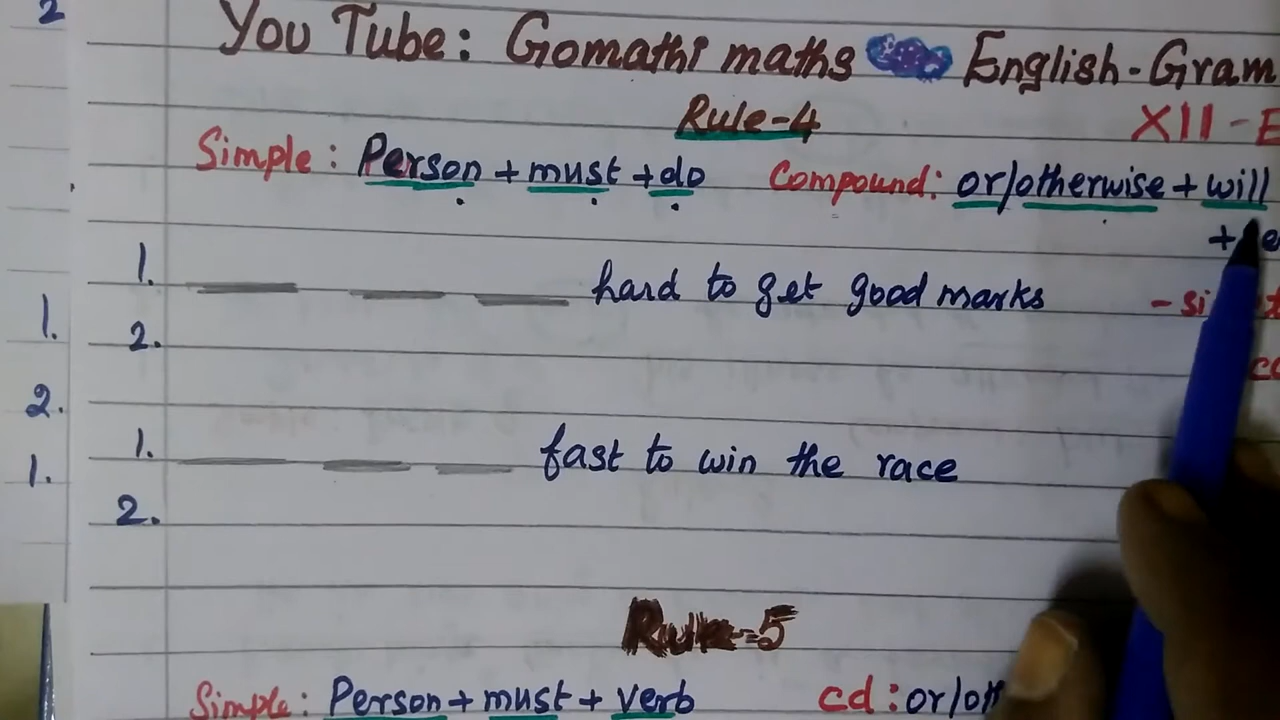 2
You Tube: Gomathi maths English-Gram
Rule-4
XII - E
Simple: Person + must + do Compound: or/otherwise + will
+
1. hard to get good marks
1.
2.
2.
1. fast to win the race
1.
2.
Rule-5
Simple: Person + must + verb cd: or/oth